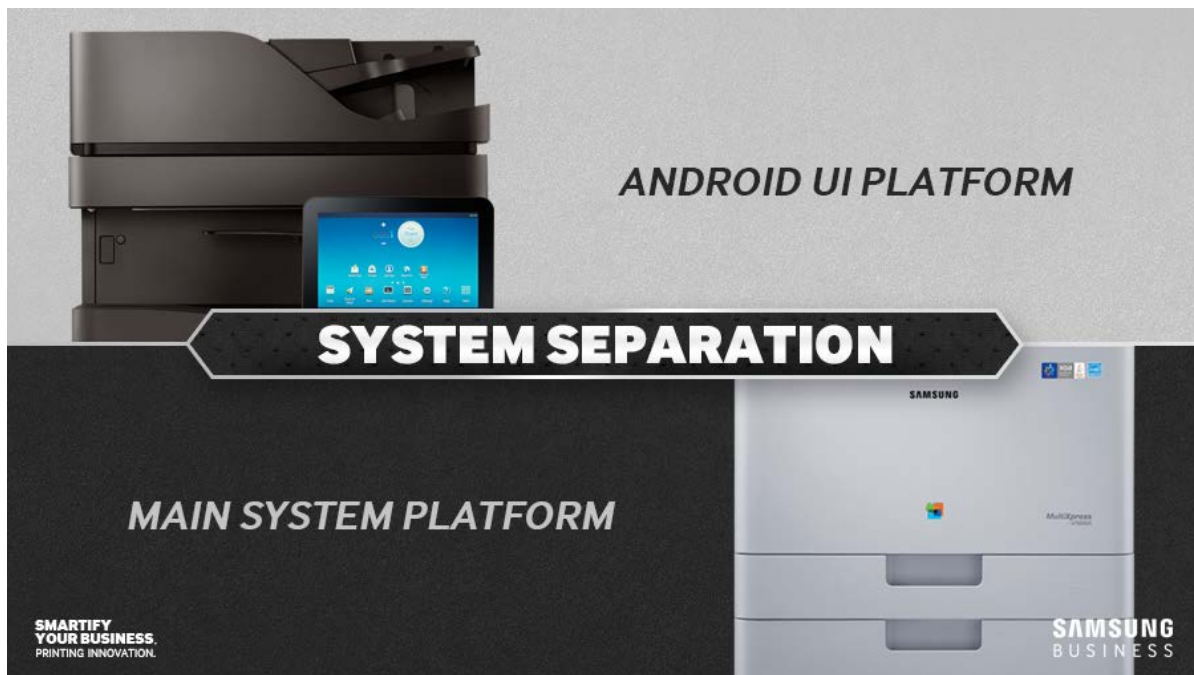 ANDROID UI PLATFORM
SYSTEM SEPARATION
SAMSUNG
MAIN SYSTEM PLATFORM
MultiXpress
SMARTIFY
YOUR BUSINESS.
PRINTING INNOVATION.
SAMSUNG
BUSINESS